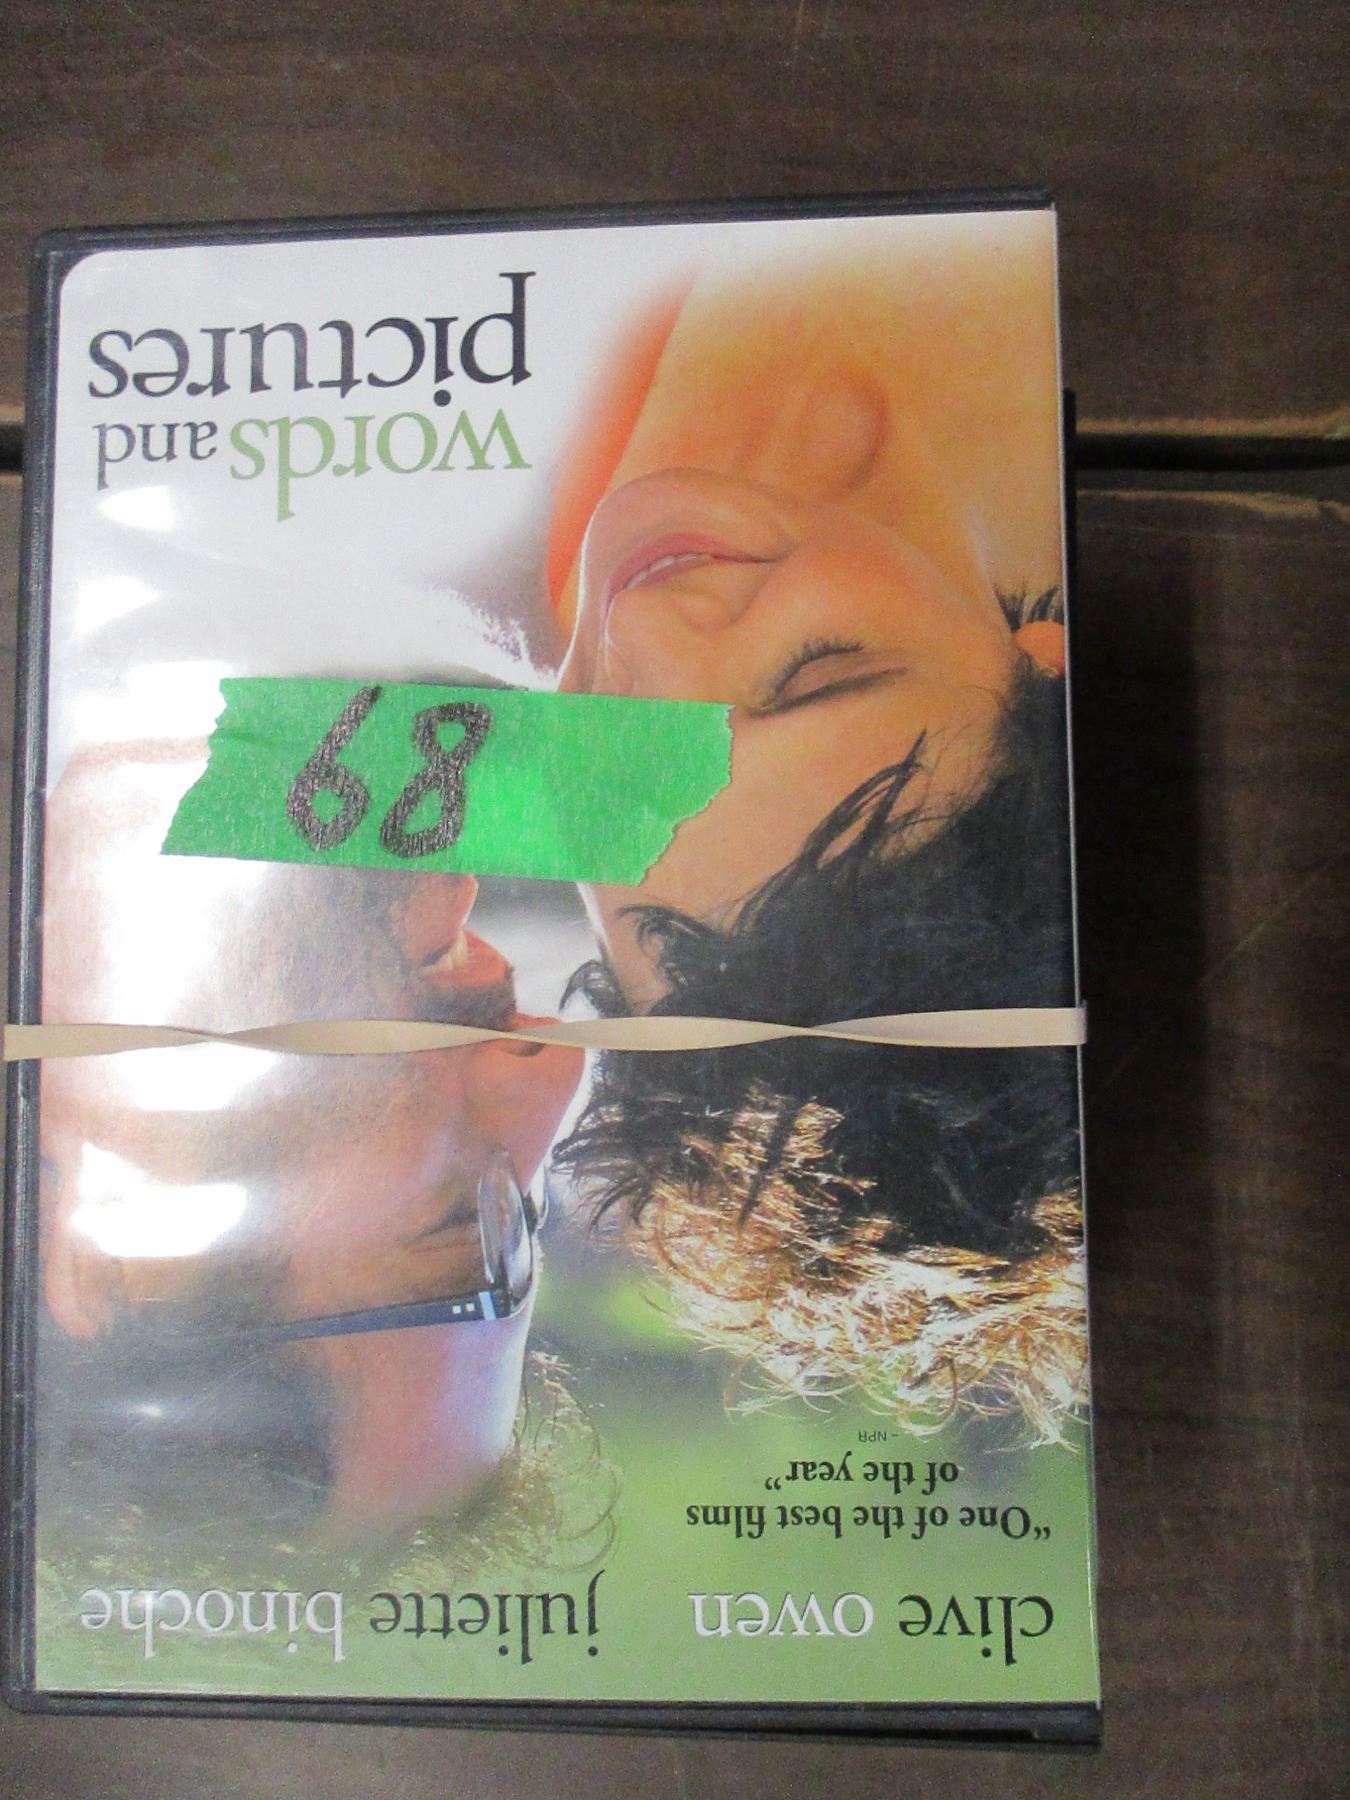 clive owen juliette binoche
"One of the best films
of the year"
- NPR
68
words and
pictures